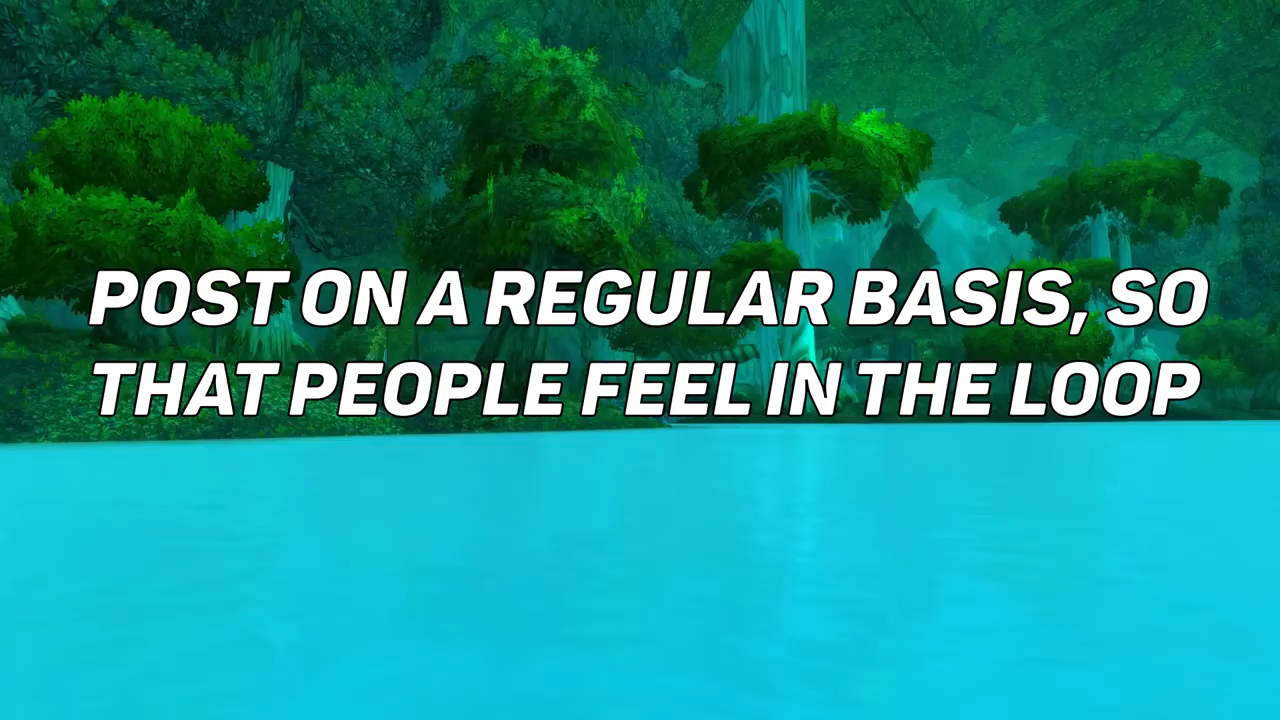 POST ON A REGULAR BASIS, SO
THAT PEOPLE FEEL IN THE LOOP